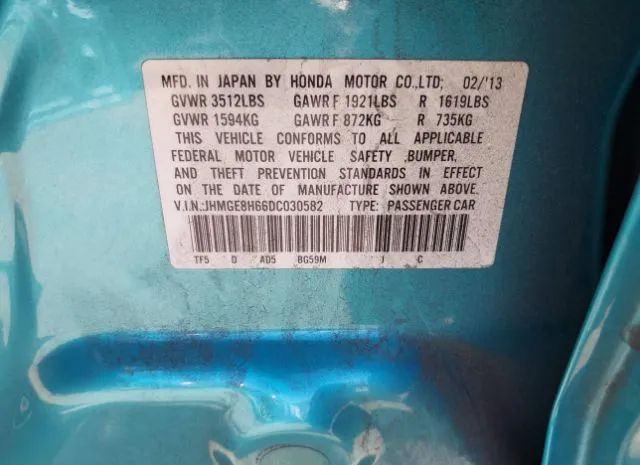 MFD. IN JAPAN BY HONDA MOTOR CO.,LTD; 02/'13
GVWR 3512LBS GAWR F 1921LBS R 1619LBS
GVWR 1594KG GAWR F 872KG R 735KG
THIS VEHICLE CONFORMS TO ALL APPLICABLE
FEDERAL MOTOR VEHICLE SAFETY ,BUMPER,
AND THEFT PREVENTION STANDARDS IN EFFECT
ON THE DATE OF MANUFACTURE SHOWN ABOVE.
V.I.N.:JHMGE8H66DC030582 TYPE: PASSENGER CAR
TF5 D AD5 BG59M J C